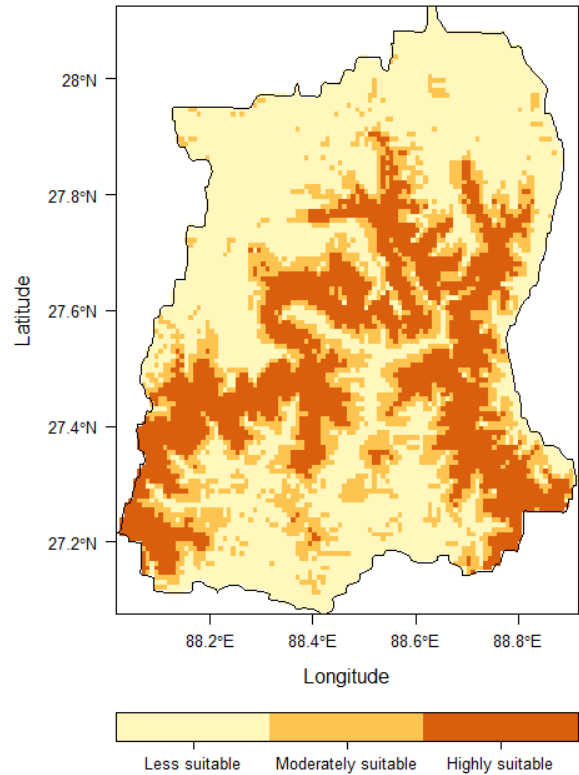 28°N
27.8°N
27.6°N
27.4°N
27.2°N
Latitude
88.2°E 88.4°E 88.6°E 88.8°E
Longitude
Less suitable Moderately suitable Highly suitable